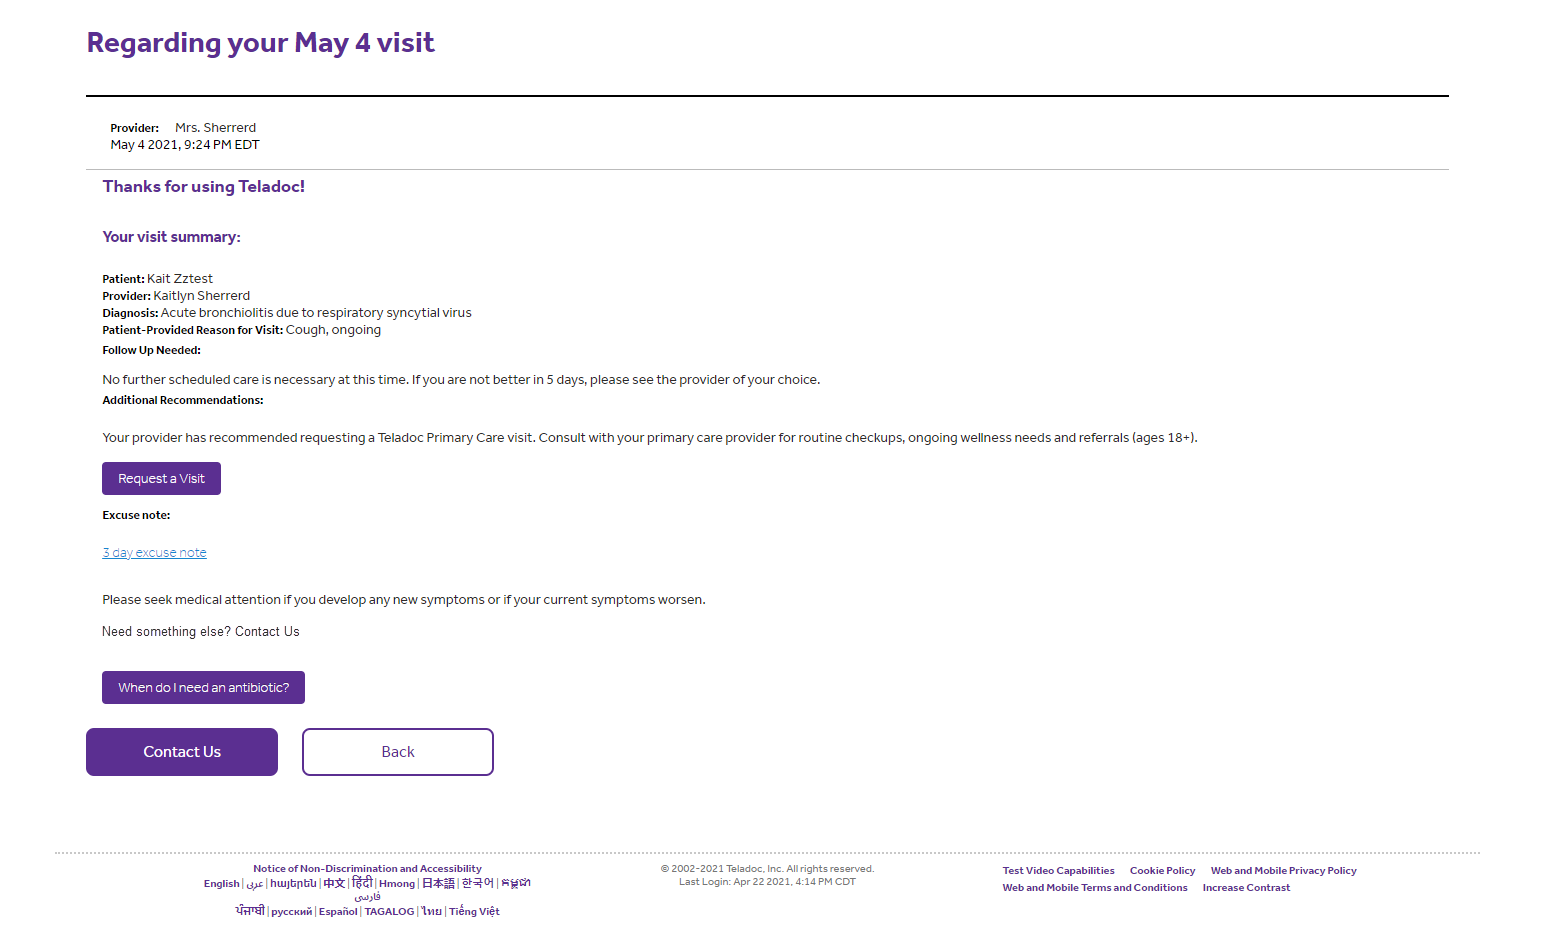 Regarding your May 4 visit
Provider: Mrs. Sherrerd
May 4 2021, 9:24 PM EDT
Thanks for using Teladoc!
Your visit summary:
Patient: Kait Zztest
Provider: Kaitlyn Sherrerd
Diagnosis: Acute bronchiolitis due to respiratory syncytial virus
Patient-Provided Reason for Visit: Cough, ongoing
Follow Up Needed:
No further scheduled care is necessary at this time. If you are not better in 5 days, please see the provider of your choice.
Additional Recommendations:
Your provider has recommended requesting a Teladoc Primary Care visit. Consult with your primary care provider for routine checkups, ongoing wellness needs and referrals (ages 18+).
Request a Visit
Excuse note:
3 day excuse note
Please seek medical attention if you develop any new symptoms or if your current symptoms worsen.
Need something else? Contact Us
When do I need an antibiotic?
Contact Us Back
Notice of Non-Discrimination and Accessibility
English | عربى | հայերեն | 中文 | हिंदी | Hmong | 日本語 | 한국어 | កម្ពុជា
فارسی
ਪੰਜਾਬੀ | русский | Español | TAGALOG | ไทย | Tiếng Việt
© 2002-2021 Teladoc, Inc. All rights reserved.
Last Login: Apr 22 2021, 4:14 PM CDT
Test Video Capabilities Cookie Policy Web and Mobile Privacy Policy
Web and Mobile Terms and Conditions Increase Contrast